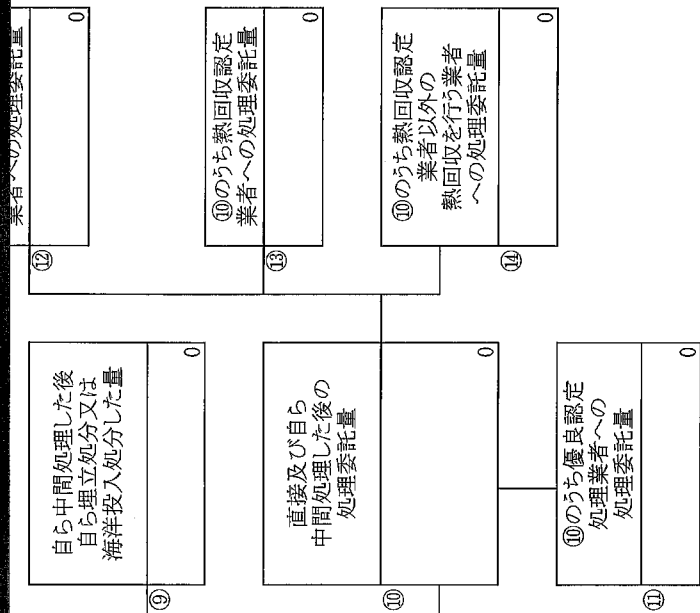 業者への処理委託量
0
⑫
⑩のうち熱回収認定
業者への処理委託量
0
⑬
⑩のうち熱回収認定
業者以外の
熱回収を行う業者
への処理委託量
0
⑭
自ら中間処理した後
自ら埋立処分又は
海洋投入処分した量
0
⑨
直接及び自ら
中間処理した後の
処理委託量
0
⑩
⑩のうち優良認定
処理業者への
処理委託量
0
⑪